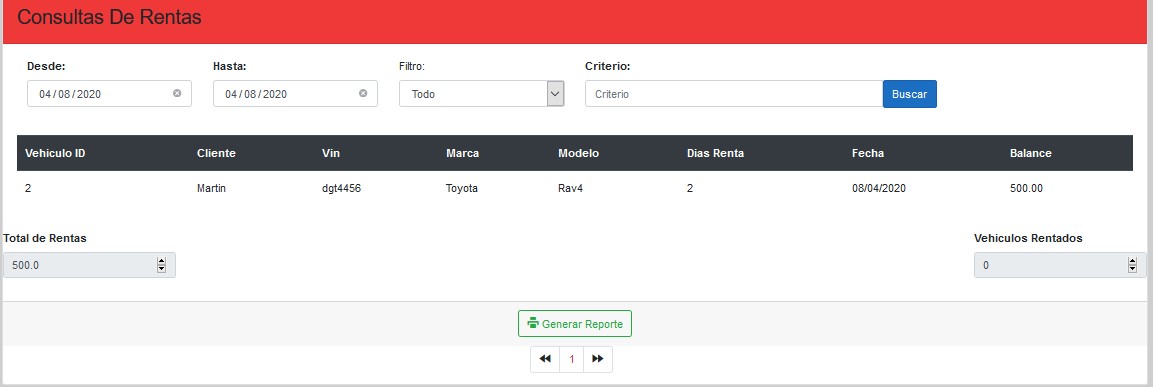 Consultas De Rentas
Desde: Hasta: Filtro: Criterio:
04 / 08 / 2020 04 / 08 / 2020 Todo Criterio Buscar
Vehiculo ID Cliente Vin Marca Modelo Dias Renta Fecha Balance
2 Martin dgt4456 Toyota Rav4 2 08/04/2020 500.00
Total de Rentas Vehiculos Rentados
500.0 0
Generar Reporte
1